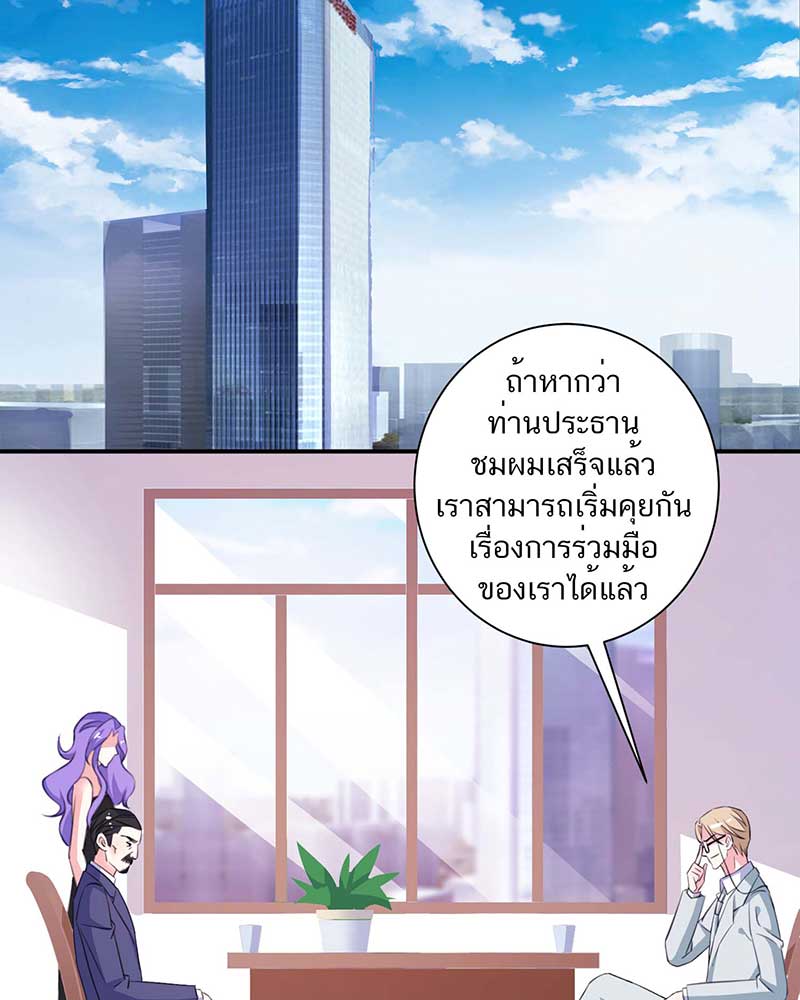 ถ้าหากว่า
ท่านประธาน
ชมผมเสร็จแล้ว
เราสามารถเริ่มคุยกัน
เรื่องการร่วมมือ
ของเราได้แล้ว